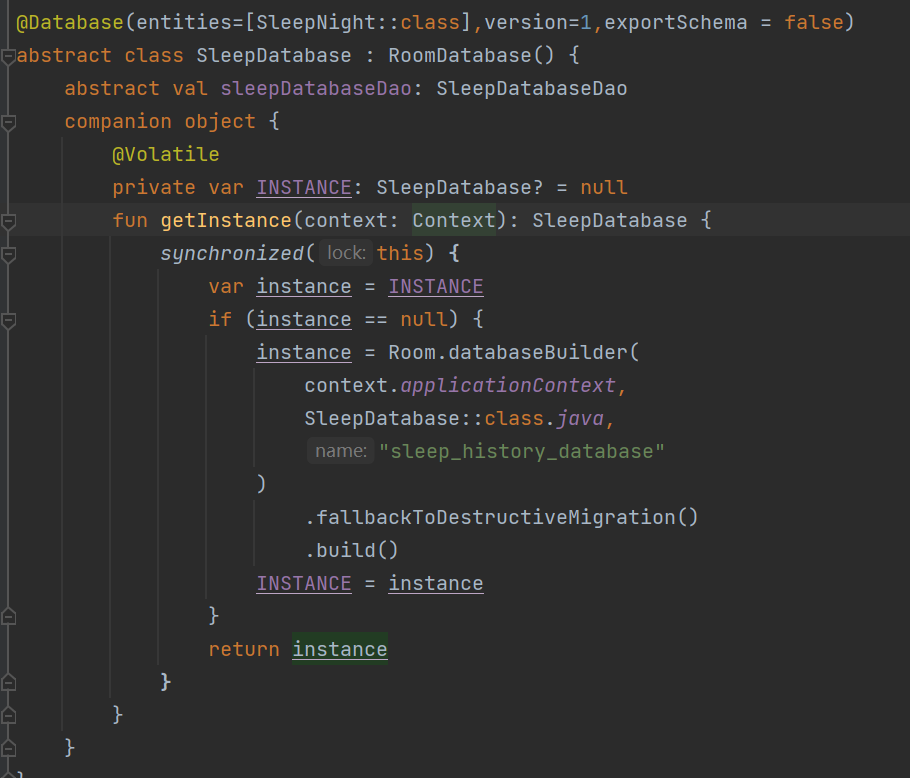 @Database(entities=[SleepNight::class],version=1,exportSchema = false)
abstract class SleepDatabase : RoomDatabase() {
    abstract val sleepDatabaseDao: SleepDatabaseDao
    companion object {
        @Volatile
        private var INSTANCE: SleepDatabase? = null
        fun getInstance(context: Context): SleepDatabase {
            synchronized( lock: this) {
                var instance = INSTANCE
                if (instance == null) {
                    instance = Room.databaseBuilder(
                        context.applicationContext,
                        SleepDatabase::class.java,
                        name: "sleep_history_database"
                    )
                        .fallbackToDestructiveMigration()
                        .build()
                    INSTANCE = instance
                }
                return instance
            }
        }
    }
}